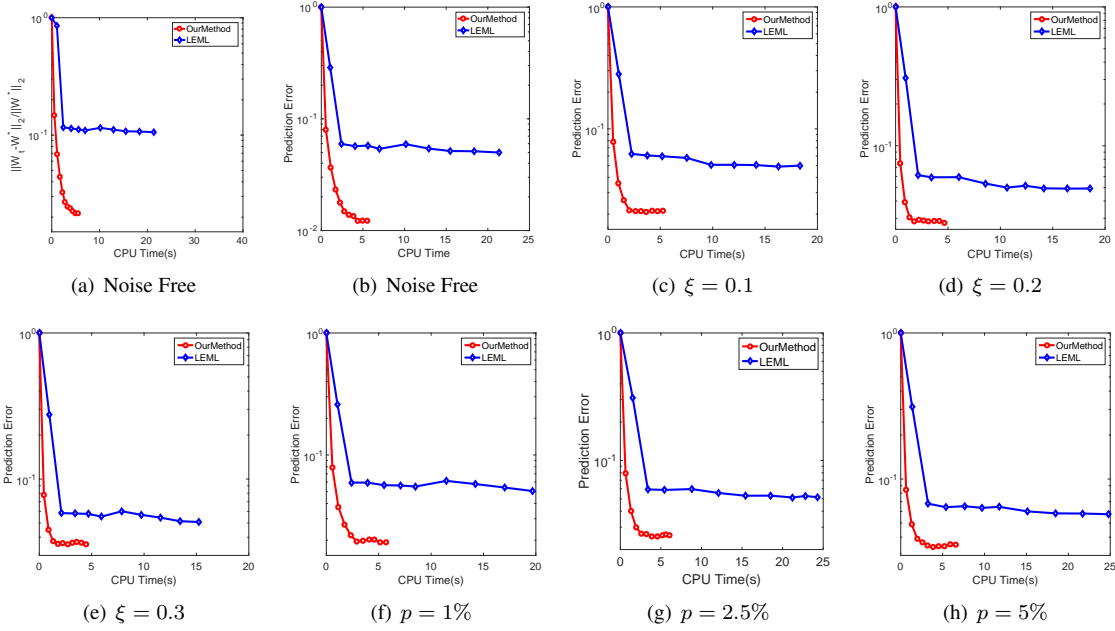 10^0
10^-1
||W_t-W^*||_2/||W^*||_2
0 10 20 30 40
CPU Time(s)
OurMethod
LEML
(a) Noise Free
10^0
10^-1
10^-2
Prediction Error
0 5 10 15 20 25
CPU Time
OurMethod
LEML
(b) Noise Free
10^0
10^-1
Prediction Error
0 5 10 15 20
CPU Time(s)
OurMethod
LEML
(c) ξ = 0.1
10^0
10^-1
Prediction Error
0 5 10 15 20
CPU Time(s)
OurMethod
LEML
(d) ξ = 0.2
10^0
10^-1
Prediction Error
0 5 10 15 20
CPU Time(s)
OurMethod
LEML
(e) ξ = 0.3
10^0
10^-1
Prediction Error
0 5 10 15 20
CPU Time(s)
OurMethod
LEML
(f) p = 1%
10^0
10^-1
Prediction Error
0 5 10 15 20 25
CPU Time(s)
OurMethod
LEML
(g) p = 2.5%
10^0
10^-1
Prediction Error
0 5 10 15 20 25
CPU Time(s)
OurMethod
LEML
(h) p = 5%